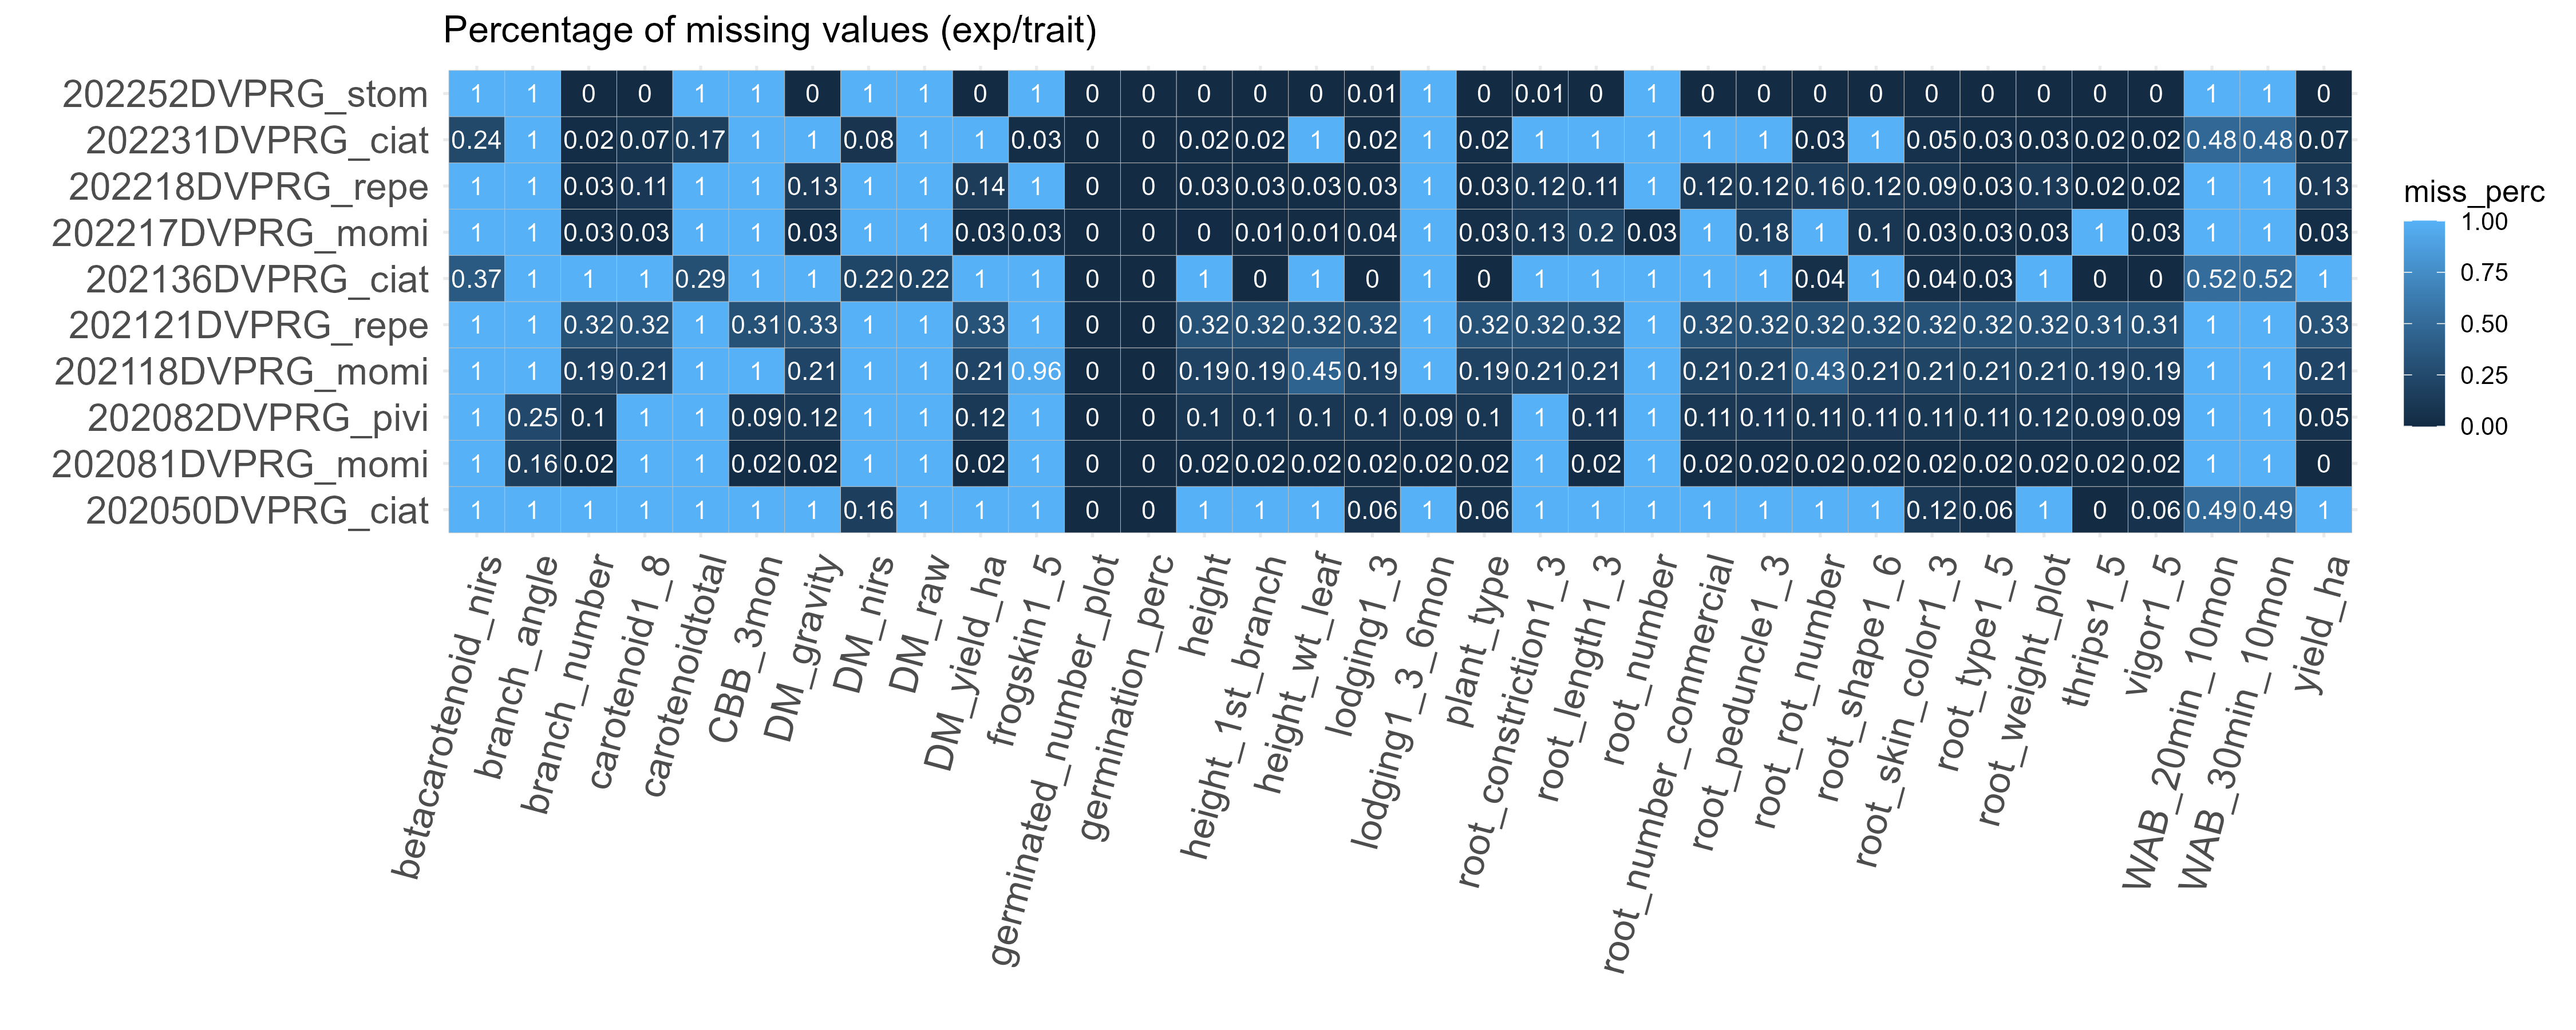 Percentage of missing values (exp/trait)
202252DVPRG_stom 1 1 0 0 1 1 0 1 1 0 1 0 0 0 0 0 0.01 1 0 0.01 0 1 0 0 0 0 0 0 0 0 0 1 1 0
202231DVPRG_ciat 0.24 1 0.02 0.07 0.17 1 1 0.08 1 1 0.03 0 0 0.02 0.02 1 0.02 1 0.02 1 1 1 1 1 0.03 1 0.05 0.03 0.03 0.02 0.02 0.48 0.48 0.07
202218DVPRG_repe 1 1 0.03 0.11 1 1 0.13 1 1 0.14 1 0 0 0.03 0.03 0.03 0.03 1 0.03 0.12 0.11 1 0.12 0.12 0.16 0.12 0.09 0.03 0.13 0.02 0.02 1 1 0.13
202217DVPRG_momi 1 1 0.03 0.03 1 1 0.03 1 1 0.03 0.03 0 0 0 0.01 0.01 0.04 1 0.03 0.13 0.2 0.03 1 0.18 1 0.1 0.03 0.03 0.03 1 0.03 1 1 0.03
202136DVPRG_ciat 0.37 1 1 1 0.29 1 1 0.22 0.22 1 1 0 0 1 0 1 0 1 0 1 1 1 1 1 0.04 1 0.04 0.03 1 0 0 0.52 0.52 1
202121DVPRG_repe 1 1 0.32 0.32 1 0.31 0.33 1 1 0.33 1 0 0 0.32 0.32 0.32 0.32 1 0.32 0.32 0.32 1 0.32 0.32 0.32 0.32 0.32 0.32 0.32 0.31 0.31 1 1 0.33
202118DVPRG_momi 1 1 0.19 0.21 1 1 0.21 1 1 0.21 0.96 0 0 0.19 0.19 0.45 0.19 1 0.19 0.21 0.21 1 0.21 0.21 0.43 0.21 0.21 0.21 0.21 0.19 0.19 1 1 0.21
202082DVPRG_pivi 1 0.25 0.1 1 1 0.09 0.12 1 1 0.12 1 0 0 0.1 0.1 0.1 0.1 0.09 0.1 1 0.11 1 0.11 0.11 0.11 0.11 0.11 0.11 0.12 0.09 0.09 1 1 0.05
202081DVPRG_momi 1 0.16 0.02 1 1 0.02 0.02 1 1 0.02 1 0 0 0.02 0.02 0.02 0.02 0.02 0.02 1 0.02 1 0.02 0.02 0.02 0.02 0.02 0.02 0.02 0.02 0.02 1 1 0
202050DVPRG_ciat 1 1 1 1 1 1 1 0.16 1 1 1 0 0 1 1 1 0.06 1 0.06 1 1 1 1 1 1 1 0.12 0.06 1 0 0.06 0.49 0.49 1
betacarotenoid_nirs
branch_angle
branch_number
carotenoid1_8
carotenoidtotal
CBB_3mon
DM_gravity
DM_nirs
DM_raw
DM_yield_ha
frogskin1_5
germinated_number_plot
germination_perc
height
height_1st_branch
height_wt_leaf
lodging1_3
lodging1_3_6mon
plant_type
root_constriction1_3
root_length1_3
root_number
root_number_commercial
root_peduncle1_3
root_rot_number
root_shape1_6
root_skin_color1_3
root_type1_5
root_weight_plot
thrips1_5
vigor1_5
WAB_20min_10mon
WAB_30min_10mon
yield_ha
miss_perc
1.00
0.75
0.50
0.25
0.00